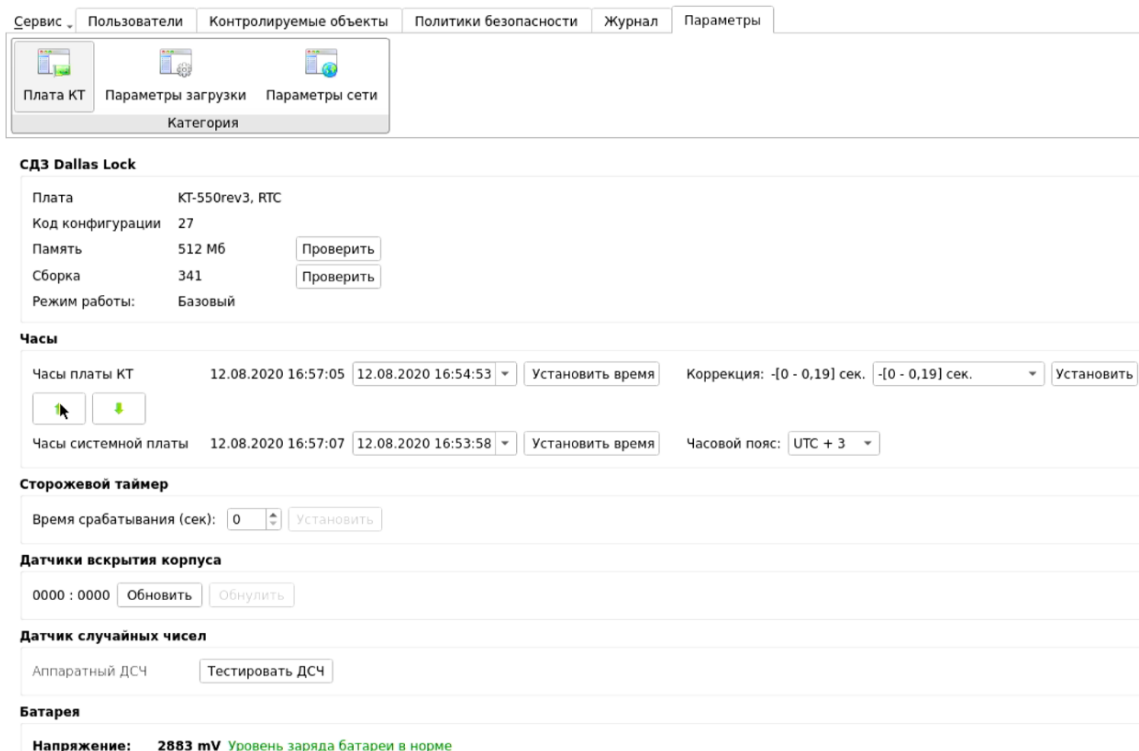 Сервис Пользователи Контролируемые объекты Политики безопасности Журнал Параметры
Плата КТ Параметры загрузки Параметры сети
Категория
СДЗ Dallas Lock
Плата KT-550rev3, RTC
Код конфигурации 27
Память 512 Мб Проверить
Сборка 341 Проверить
Режим работы: Базовый
Часы
Часы платы КТ 12.08.2020 16:57:05 12.08.2020 16:54:53 Установить время Коррекция: -[0 - 0,19] сек. -[0 - 0,19] сек. Установить
Часы системной платы 12.08.2020 16:57:07 12.08.2020 16:53:58 Установить время Часовой пояс: UTC + 3
Сторожевой таймер
Время срабатывания (сек): 0 Установить
Датчики вскрытия корпуса
0000 : 0000 Обновить Обнулить
Датчик случайных чисел
Аппаратный ДСЧ Тестировать ДСЧ
Батарея
Напряжение: 2883 mV Уровень заряда батареи в норме